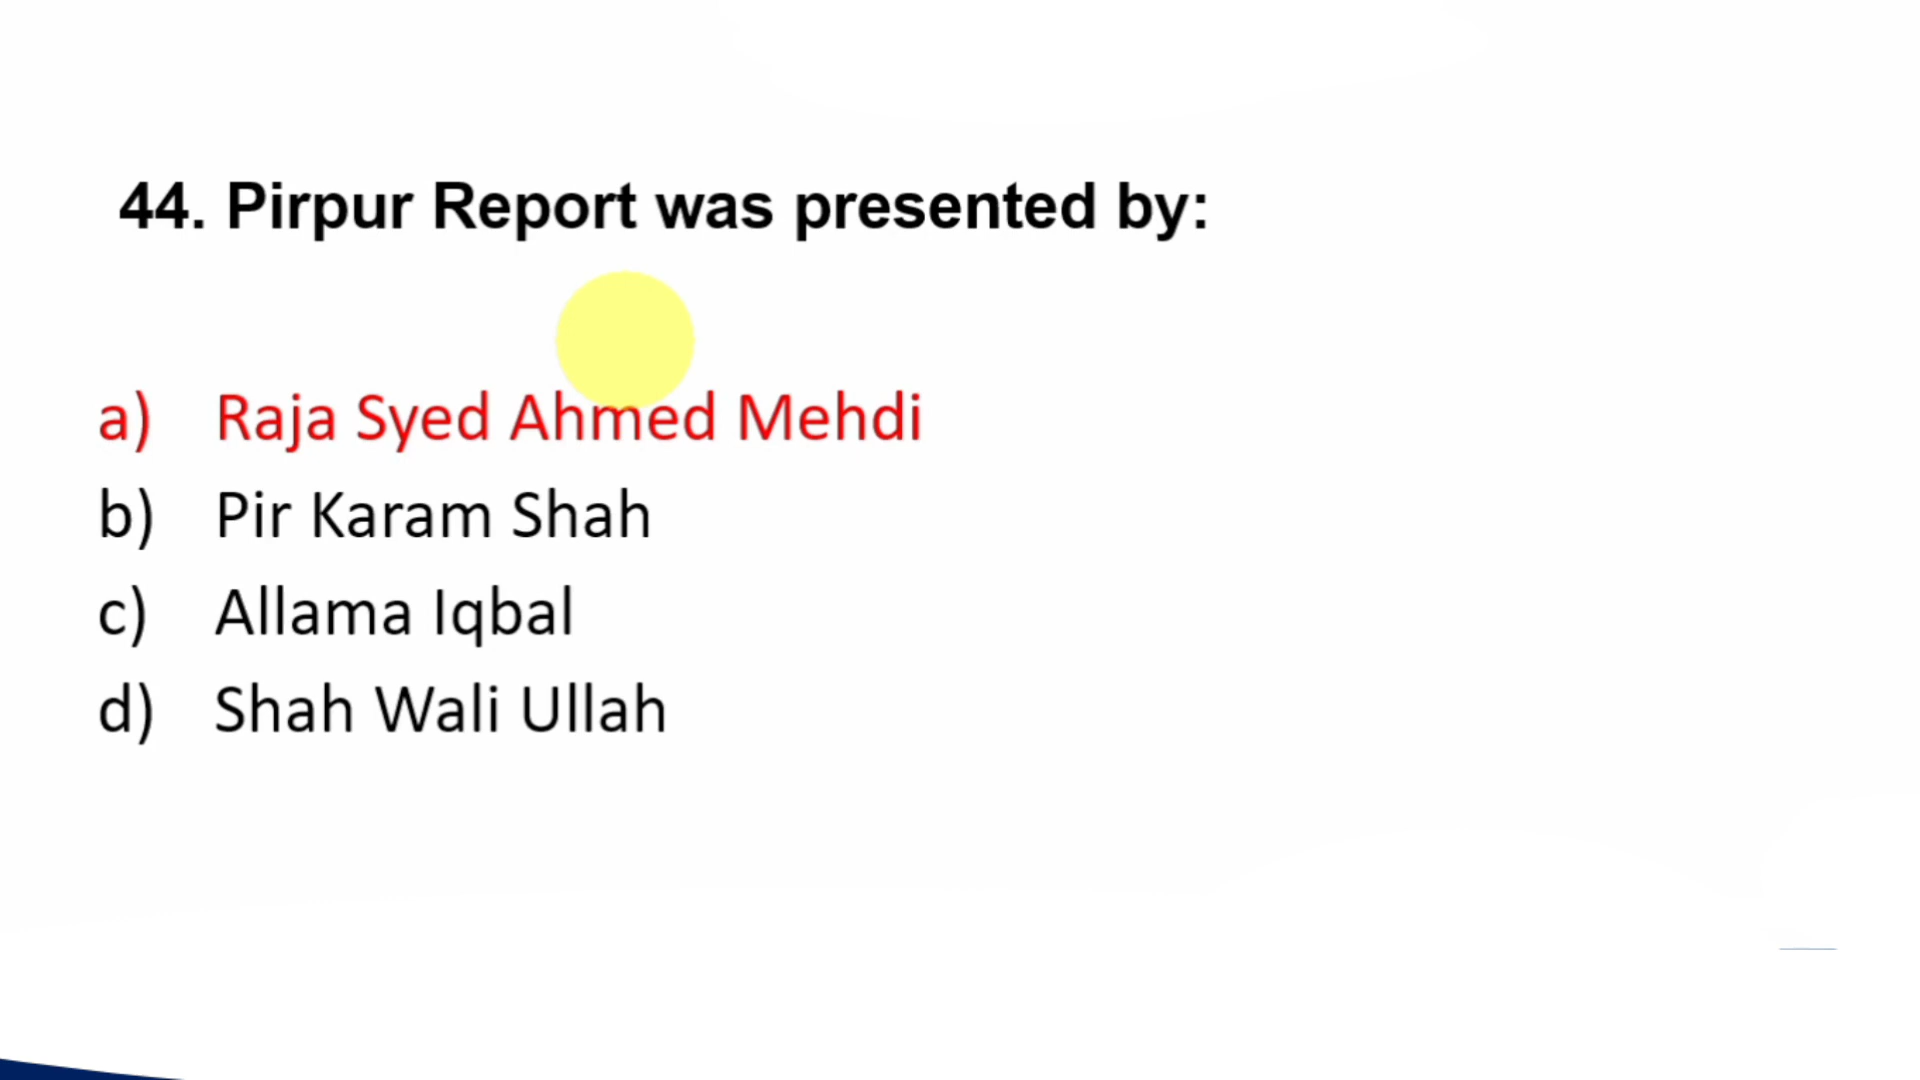 44. Pirpur Report was presented by:
a) Raja Syed Ahmed Mehdi
b) Pir Karam Shah
c) Allama Iqbal
d) Shah Wali Ullah